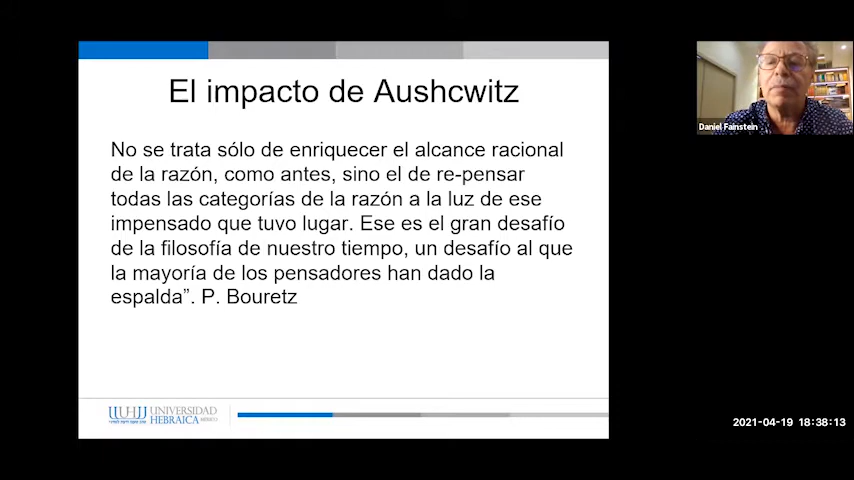 El impacto de Aushcwitz
No se trata sólo de enriquecer el alcance racional
de la razón, como antes, sino el de re-pensar
todas las categorías de la razón a la luz de ese
impensado que tuvo lugar. Ese es el gran desafío
de la filosofía de nuestro tiempo, un desafío al que
la mayoría de los pensadores han dado la
espalda”. P. Bouretz
UNIVERSIDAD
HEBRAICA MÉXICO
Daniel Fainstein
2021-04-19 18:38:13